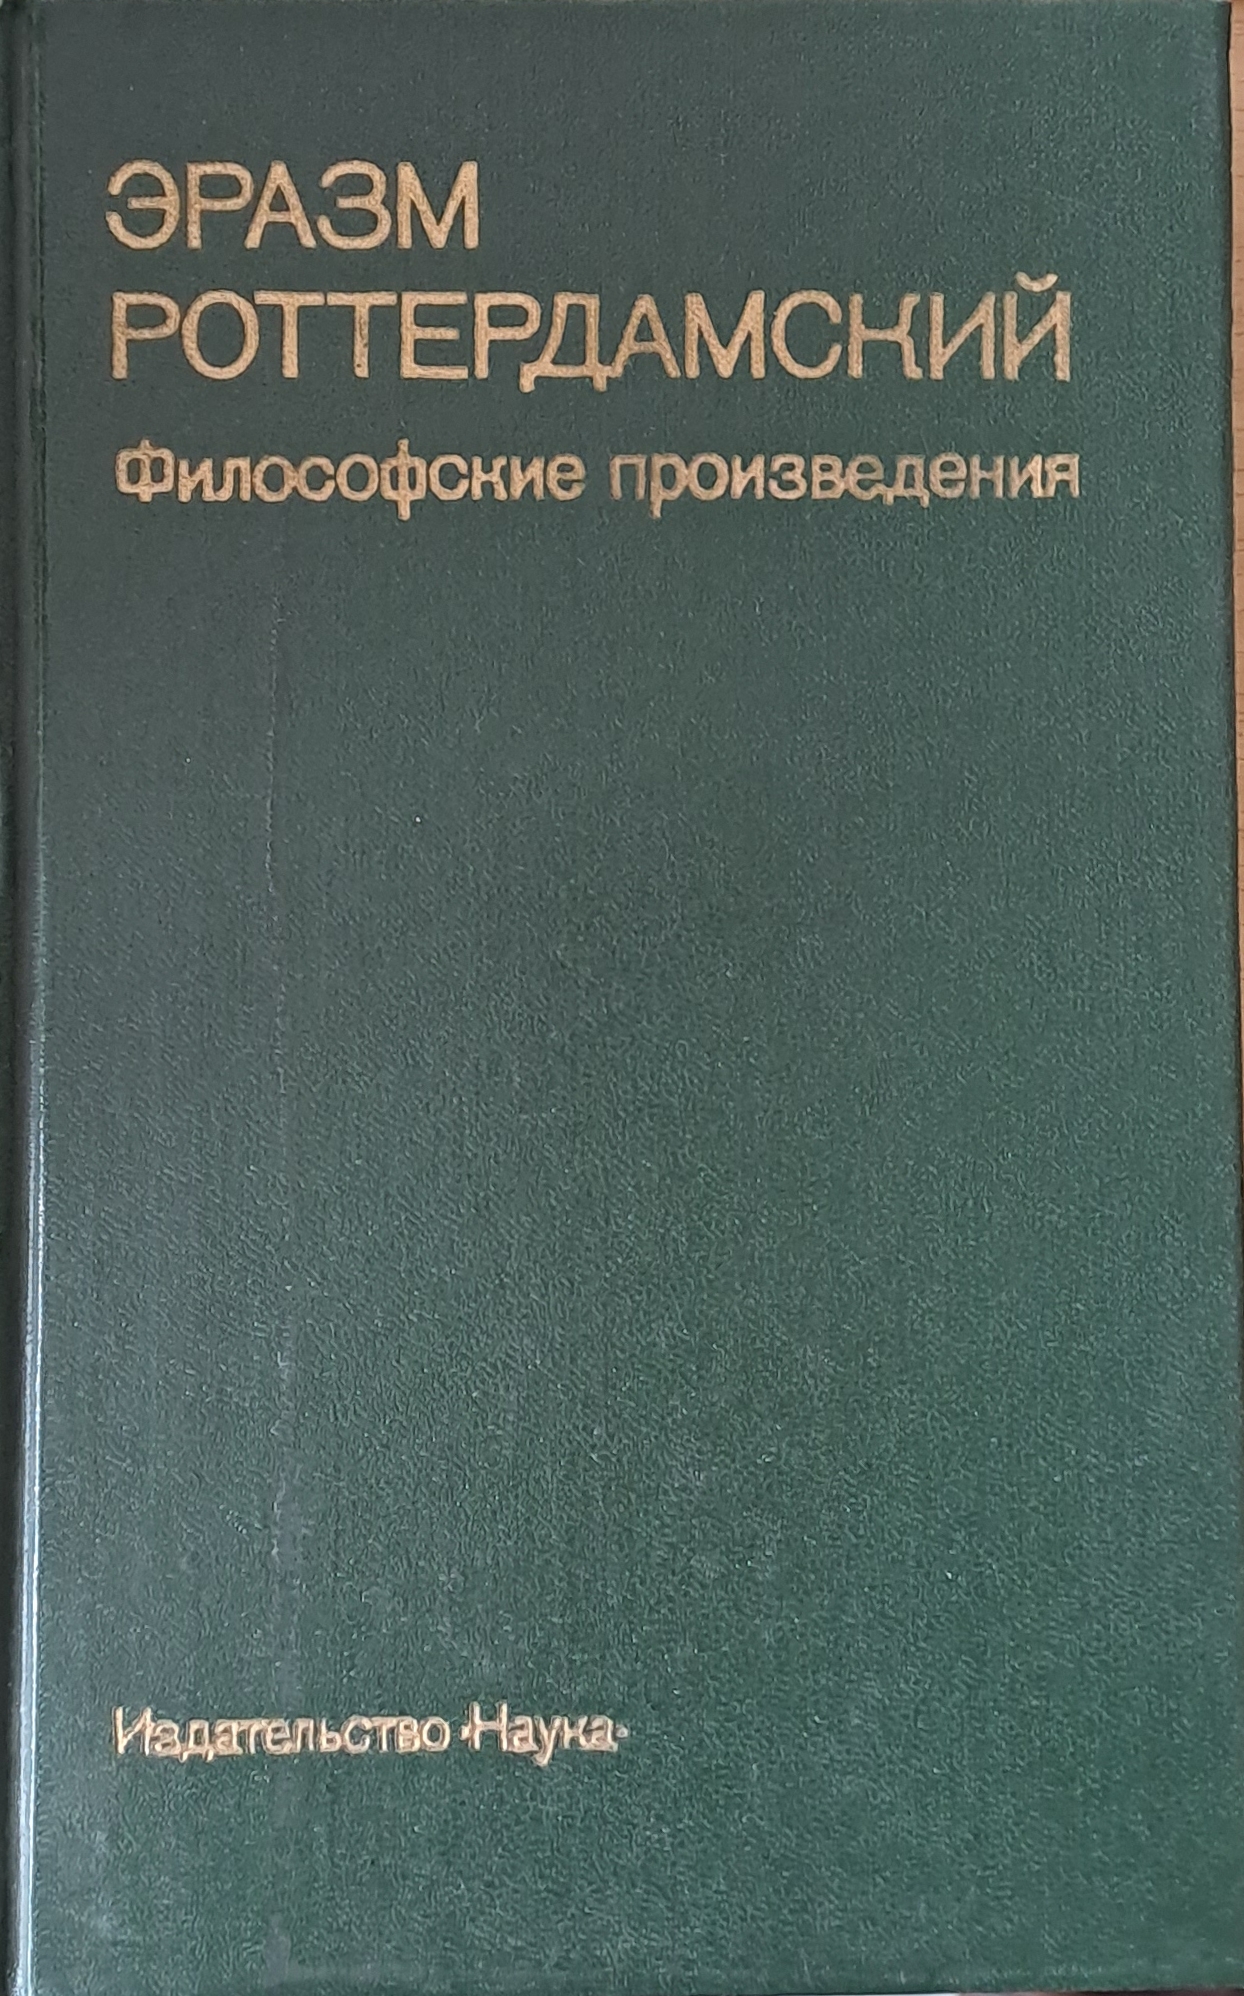 ЭРАЗМ
РОТТЕРДАМСКИЙ
Философские произведения
Издательство «Наука»